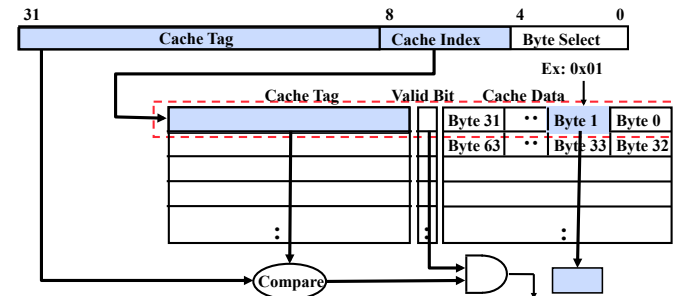 31 8 4 0
Cache Tag Cache Index Byte Select
Ex: 0x01
Cache Tag Valid Bit Cache Data
Byte 31 : Byte 1 Byte 0
Byte 63 : Byte 33 Byte 32
: : :
Compare